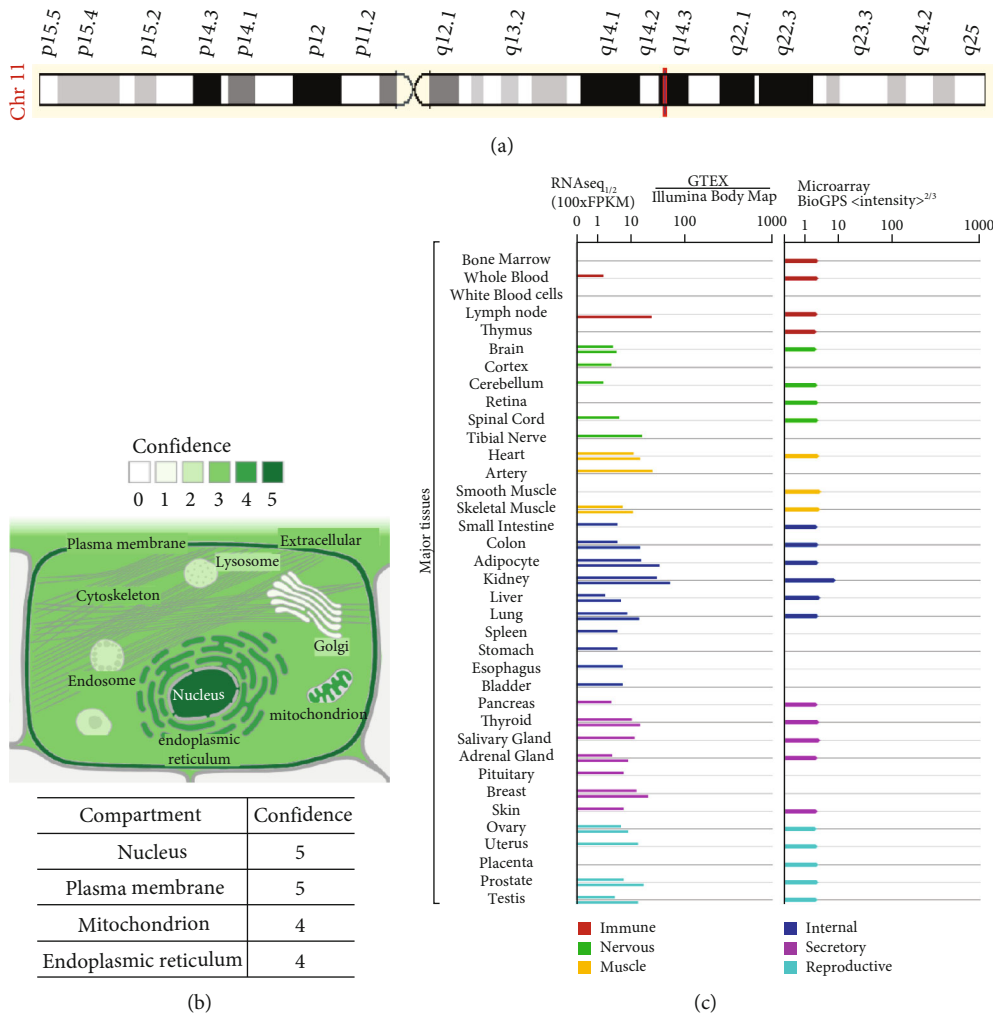 p15.5 p15.4 p15.2 p14.3 p14.1 p12 p11.2 q12.1 q13.2 q14.1 q14.2 q14.3 q22.1 q22.3 q23.3 q24.2 q25
Chr 11
(a)
Confidence
0 1 2 3 4 5
Plasma membrane
Extracellular
Lysosome
Cytoskeleton
Golgi
Endosome
Nucleus
mitochondrion
endoplasmic
reticulum
Compartment Confidence
Nucleus 5
Plasma membrane 5
Mitochondrion 4
Endoplasmic reticulum 4
(b)
RNAseq1/2
(100xFPKM)
GTEX
Illumina Body Map
0 1 10 100 1000
Microarray
BioGPS <intensity>2/3
1 10 100 1000
Major tissues
Bone Marrow
Whole Blood
White Blood cells
Lymph node
Thymus
Brain
Cortex
Cerebellum
Retina
Spinal Cord
Tibial Nerve
Heart
Artery
Smooth Muscle
Skeletal Muscle
Small Intestine
Colon
Adipocyte
Kidney
Liver
Lung
Spleen
Stomach
Esophagus
Bladder
Pancreas
Thyroid
Salivary Gland
Adrenal Gland
Pituitary
Breast
Skin
Ovary
Uterus
Placenta
Prostate
Testis
Immune
Nervous
Muscle
Internal
Secretory
Reproductive
(c)